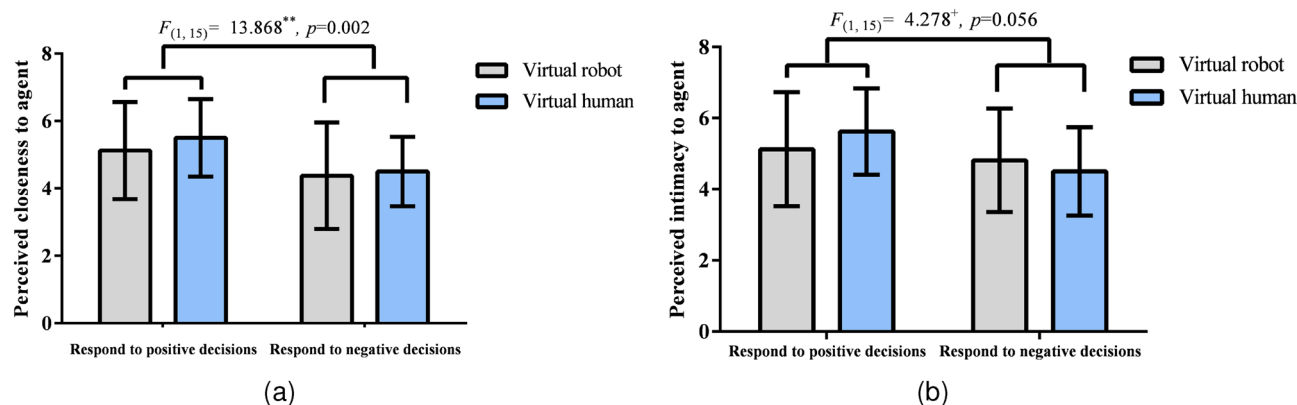 F(1, 15)= 13.868**, p=0.002
8
6
4
2
0
Perceived closeness to agent
Virtual robot
Virtual human
Respond to positive decisions Respond to negative decisions
(a)
F(1, 15)= 4.278+, p=0.056
8
6
4
2
0
Perceived intimacy to agent
Virtual robot
Virtual human
Respond to positive decisions Respond to negative decisions
(b)